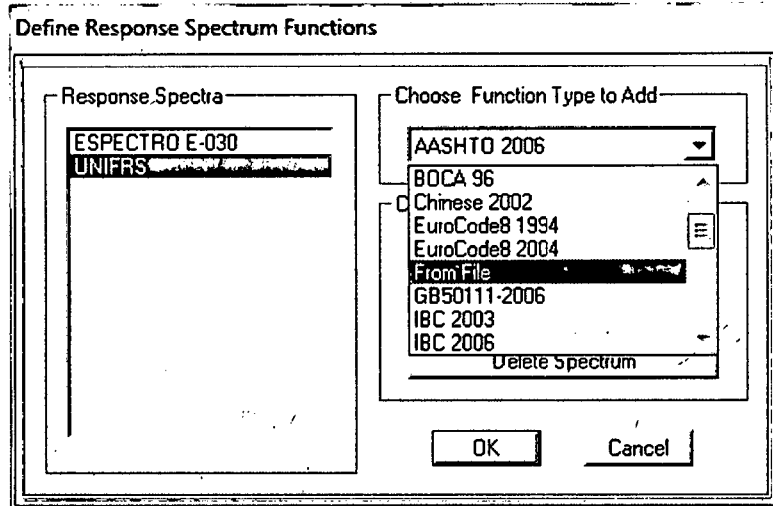 Define Response Spectrum Functions
Response Spectra
ESPECTRO E-030
UNIFRS
Choose Function Type to Add
AASHTO 2006
BOCA 96
Chinese 2002
EuroCode8 1994
EuroCode8 2004
From File
GB50111-2006
IBC 2003
IBC 2006
Delete Spectrum
OK
Cancel